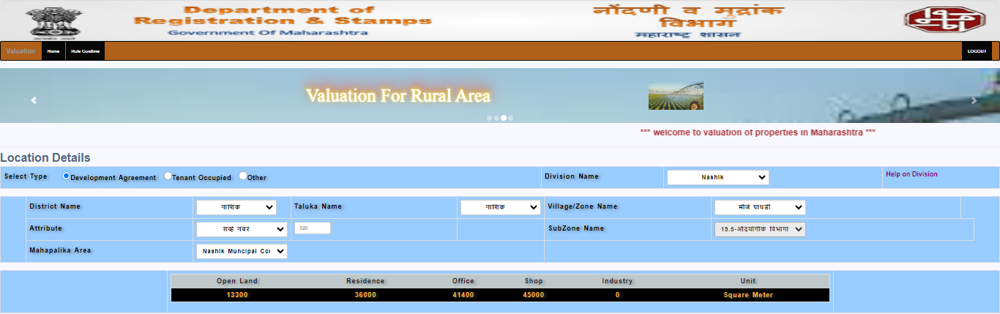 Department of
Registration & Stamps
Government Of Maharashtra
नोंदणी व मुद्रांक
विभाग
महाराष्ट्र शासन
Valuation Home Rule Guidline LOGOUT
Valuation For Rural Area
*** welcome to valuation of properties in Maharashtra ***
Location Details
Select Type Development Agreement Tenant Occupied Other Division Name Nashik Help on Division
District Name नाशिक Taluka Name नाशिक Village/Zone Name मौजे पाथर्डी
Attribute सर्व्हे नंबर 320 SubZone Name 19.5-औद्योगीक विभागा
Mahapalika Area Nashik Muncipal Cor
Open Land Residence Office Shop Industry Unit
13300 36000 41400 45000 0 Square Meter